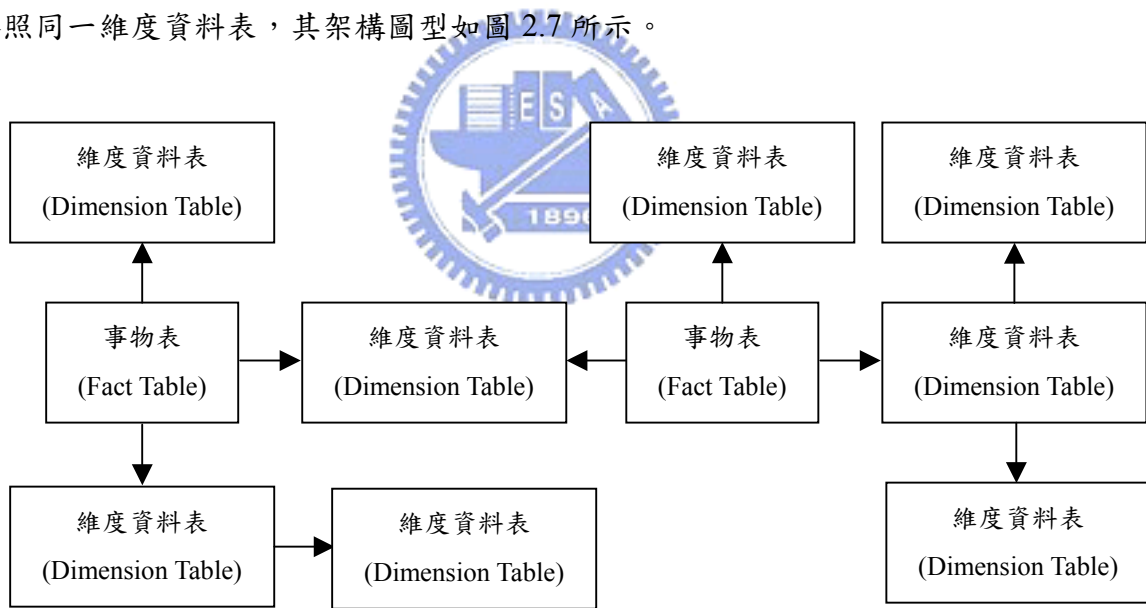 照同一維度資料表，其架構圖型如圖 2.7 所示。
ESA
維度資料表
(Dimension Table)
維度資料表
(Dimension Table)
維度資料表
(Dimension Table)
189
事物表
(Fact Table)
維度資料表
(Dimension Table)
事物表
(Fact Table)
維度資料表
(Dimension Table)
維度資料表
(Dimension Table)
維度資料表
(Dimension Table)
維度資料表
(Dimension Table)